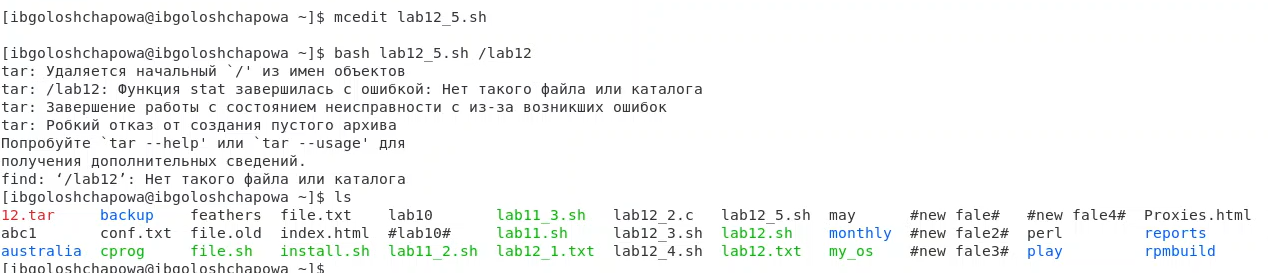 [ibgoloshchapowa@ibgoloshchapowa ~]$ mcedit lab12_5.sh
[ibgoloshchapowa@ibgoloshchapowa ~]$ bash lab12_5.sh /lab12
tar: Удаляется начальный `/' из имен объектов
tar: /lab12: Функция stat завершилась с ошибкой: Нет такого файла или каталога
tar: Завершение работы с состоянием неисправности с из-за возникших ошибок
tar: Робкий отказ от создания пустого архива
Попробуйте `tar --help' или `tar --usage' для
получения дополнительных сведений.
find: ‘/lab12’: Нет такого файла или каталога
[ibgoloshchapowa@ibgoloshchapowa ~]$ ls
12.tar backup feathers file.txt lab10 lab11_3.sh lab12_2.c lab12_5.sh may #new fale# #new fale4# Proxies.html
abc1 conf.txt file.old index.html #lab10# lab11.sh lab12_3.sh lab12.sh monthly #new fale2# perl reports
australia cprog file.sh install.sh lab11_2.sh lab12_1.txt lab12_4.sh lab12.txt my_os #new fale3# play rpmbuild
[ibgoloshchapowa@ibgoloshchapowa ~]$